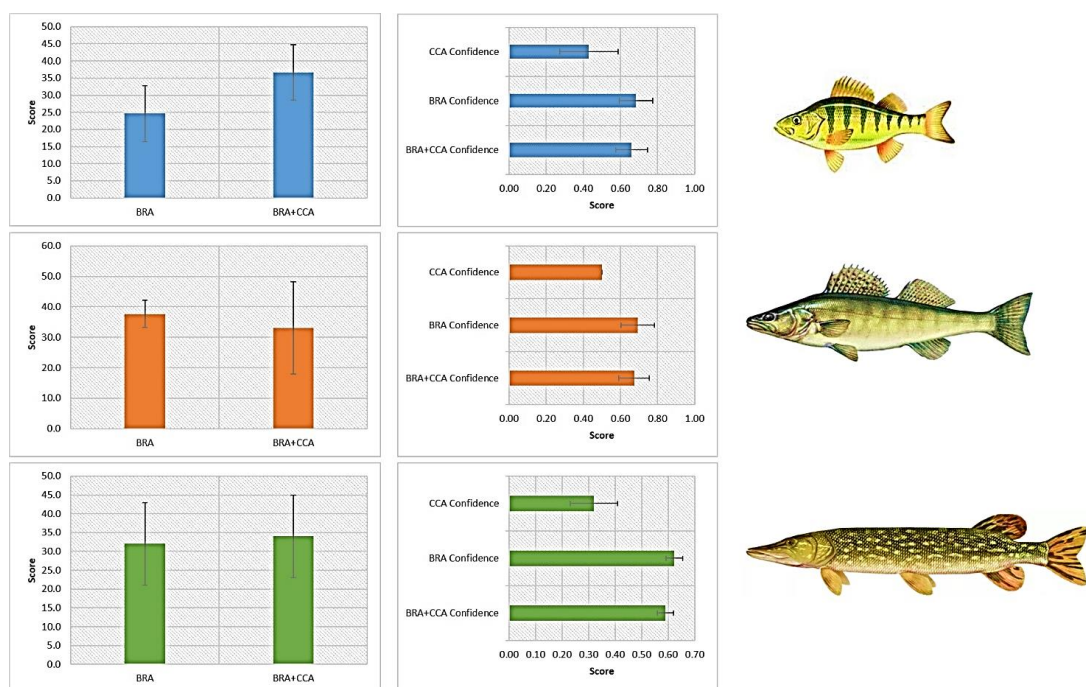 50.0
45.0
40.0
35.0
30.0
25.0
20.0
15.0
10.0
5.0
0.0
Score
BRA
BRA+CCA
CCA Confidence
BRA Confidence
BRA+CCA Confidence
0.00 0.20 0.40 0.60 0.80 1.00
Score
60.0
50.0
40.0
30.0
20.0
10.0
0.0
Score
BRA
BRA+CCA
CCA Confidence
BRA Confidence
BRA+CCA Confidence
0.00 0.20 0.40 0.60 0.80 1.00
Score
50.0
45.0
40.0
35.0
30.0
25.0
20.0
15.0
10.0
5.0
0.0
Score
BRA
BRA+CCA
CCA Confidence
BRA Confidence
BRA+CCA Confidence
0.00 0.10 0.20 0.30 0.40 0.50 0.60 0.70
Score